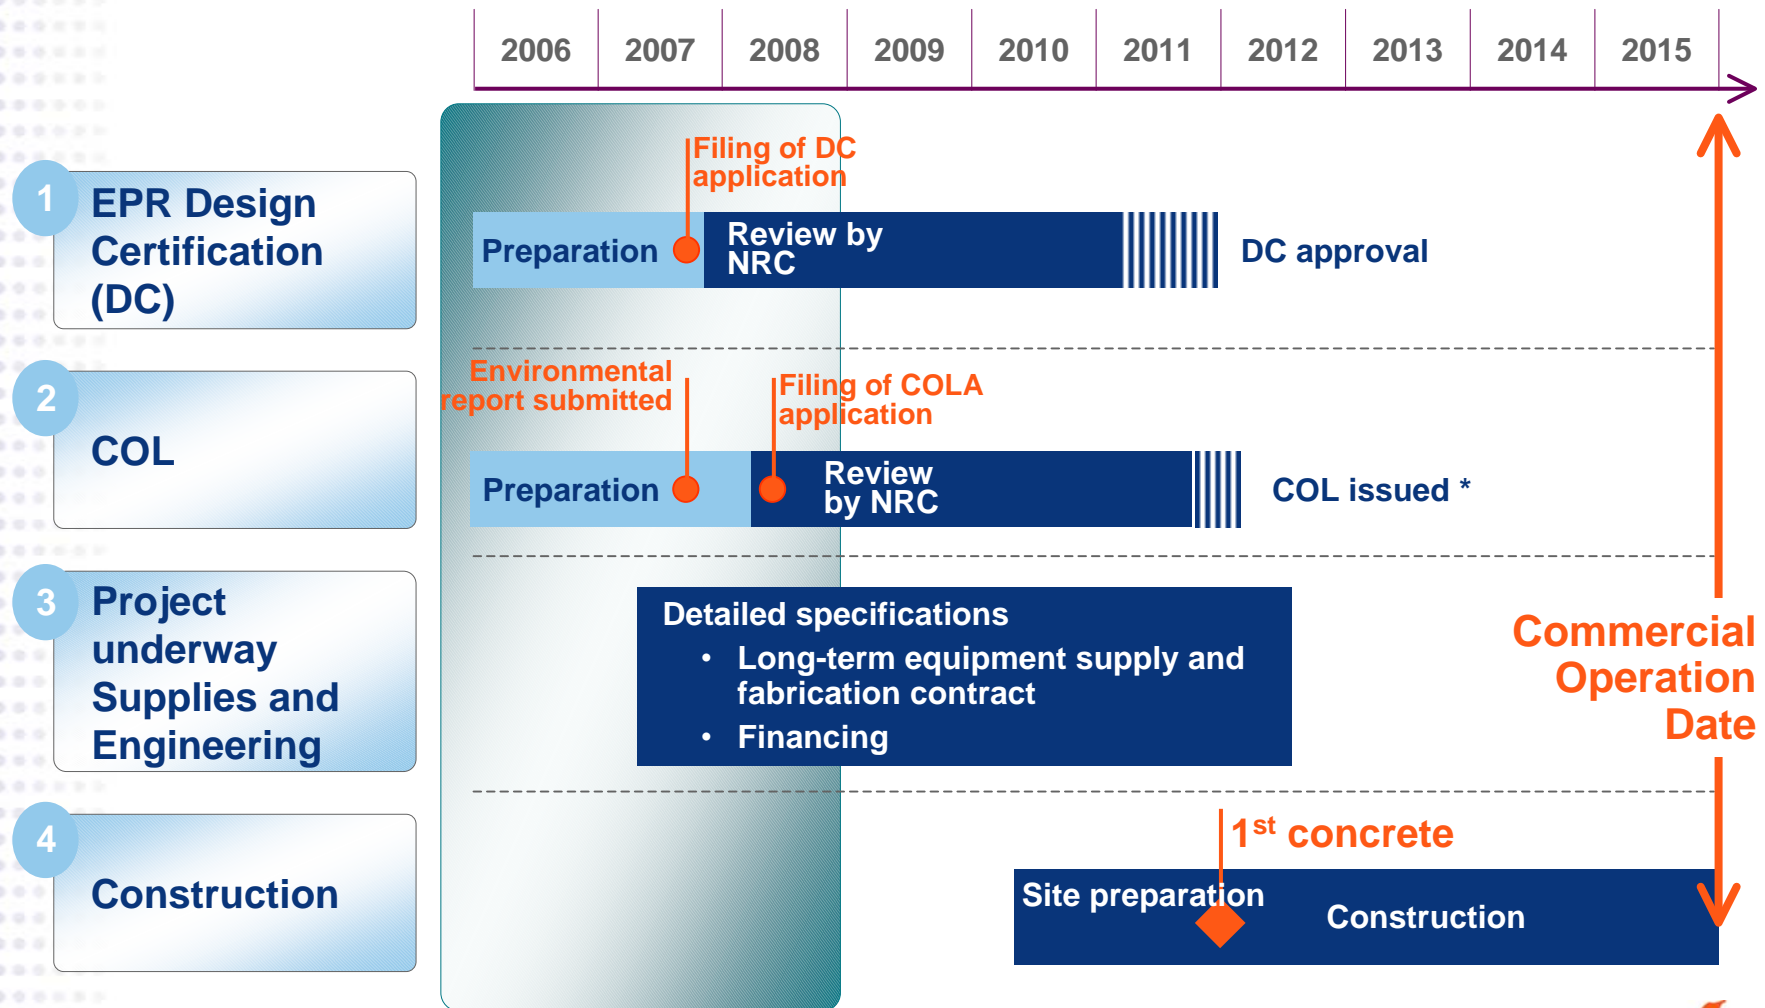 2006 2007 2008 2009 2010 2011 2012 2013 2014 2015
1
EPR Design
Certification
(DC)
Filing of DC
application
Preparation
Review by
NRC
DC approval
2
COL
Environmental
report submitted
Filing of COLA
application
Preparation
Review
by NRC
COL issued *
3
Project
underway
Supplies and
Engineering
Detailed specifications
• Long-term equipment supply and
fabrication contract
• Financing
Commercial
Operation
Date
4
Construction
1st concrete
Site preparation
Construction